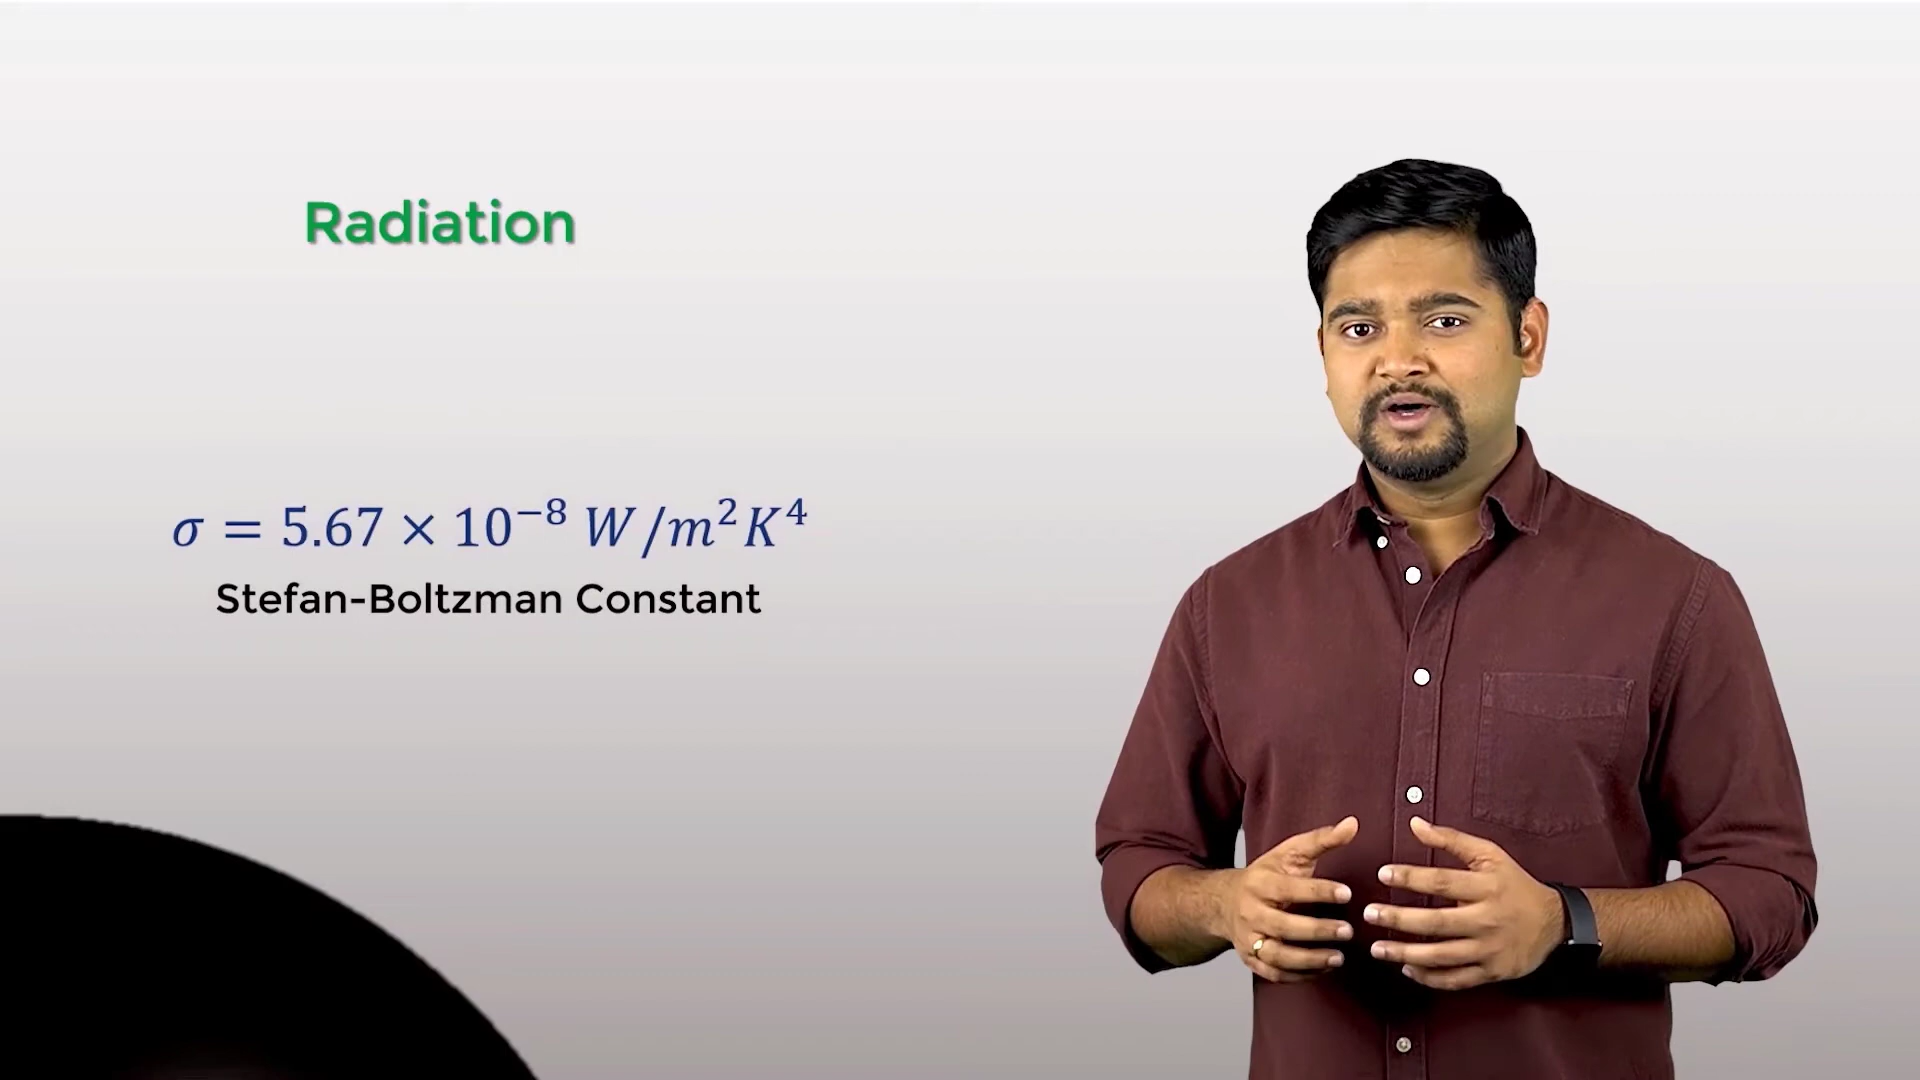 Radiation
σ = 5.67 × 10⁻⁸ W/m²K⁴
Stefan-Boltzman Constant